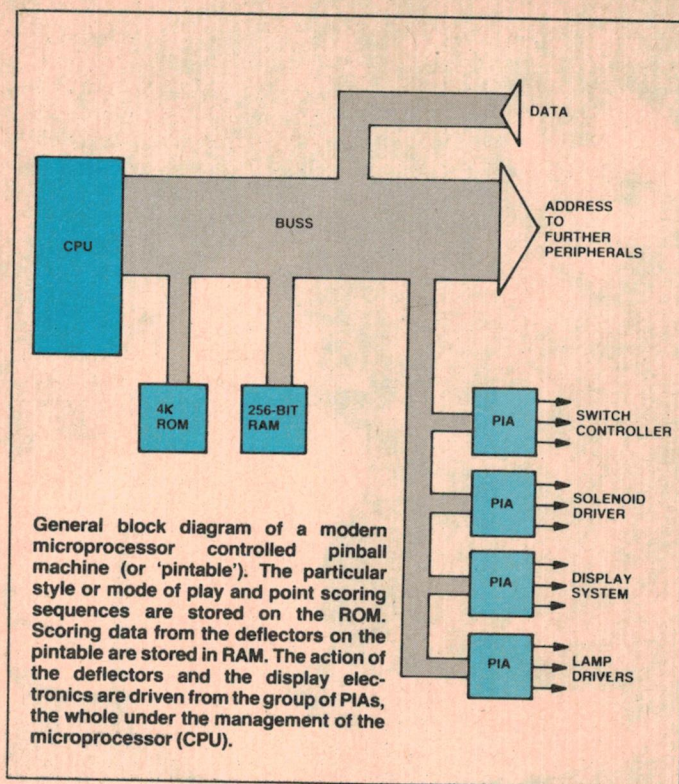 DATA
CPU
BUSS
ADDRESS
TO
FURTHER
PERIPHERALS
4K
ROM
256-BIT
RAM
PIA
SWITCH
CONTROLLER
PIA
SOLENOID
DRIVER
PIA
DISPLAY
SYSTEM
PIA
LAMP
DRIVERS
General block diagram of a modern
microprocessor controlled pinball
machine (or 'pintable'). The particular
style or mode of play and point scoring
sequences are stored on the ROM.
Scoring data from the deflectors on the
pintable are stored in RAM. The action of
the deflectors and the display elec-
tronics are driven from the group of PIAs,
the whole under the management of the
microprocessor (CPU).